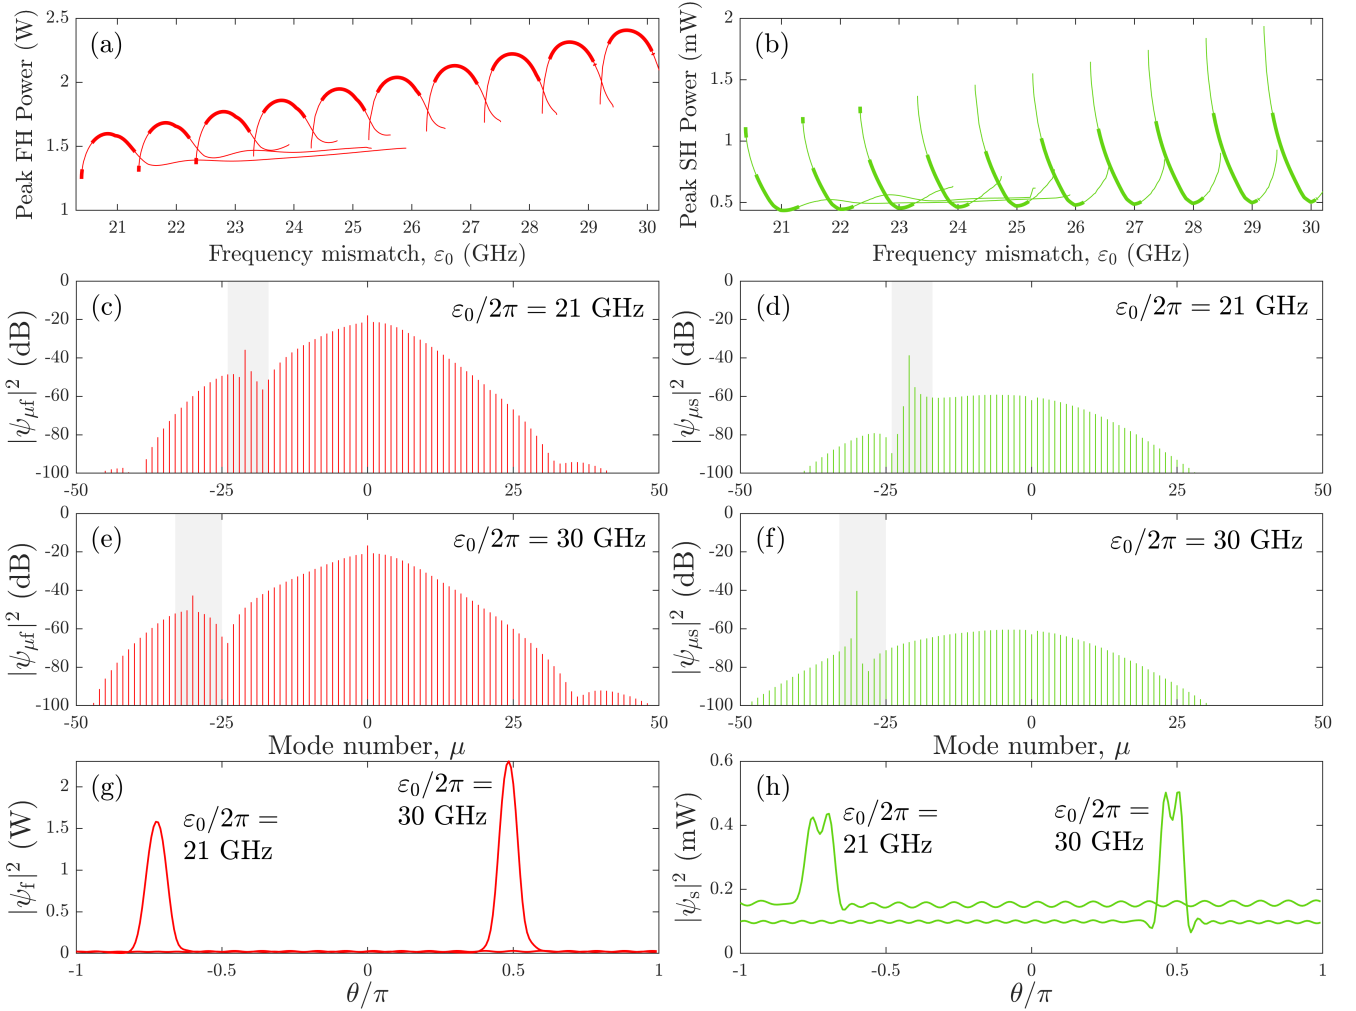 (a)
Peak FH Power (W)
2.5
2
1.5
1
21 22 23 24 25 26 27 28 29 30
Frequency mismatch, ε₀ (GHz)
(b)
Peak SH Power (mW)
2
1.5
1
0.5
21 22 23 24 25 26 27 28 29 30
Frequency mismatch, ε₀ (GHz)
(c)
ε₀/2π = 21 GHz
|ψμf|² (dB)
0
-20
-40
-60
-80
-100
-50 -25 0 25 50
(d)
ε₀/2π = 21 GHz
|ψμs|² (dB)
0
-20
-40
-60
-80
-100
-50 -25 0 25 50
(e)
ε₀/2π = 30 GHz
|ψμf|² (dB)
0
-20
-40
-60
-80
-100
-50 -25 0 25 50
Mode number, μ
(f)
ε₀/2π = 30 GHz
|ψμs|² (dB)
0
-20
-40
-60
-80
-100
-50 -25 0 25 50
Mode number, μ
(g)
ε₀/2π =
21 GHz
ε₀/2π =
30 GHz
|ψf|² (W)
2
1.5
1
0.5
0
-1 -0.5 0 0.5 1
θ/π
(h)
ε₀/2π =
21 GHz
ε₀/2π =
30 GHz
|ψs|² (mW)
0.6
0.4
0.2
0
-1 -0.5 0 0.5 1
θ/π